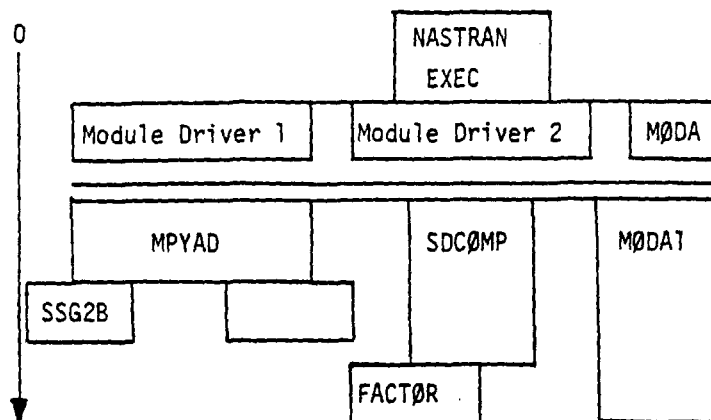 0
NASTRAN
EXEC
Module Driver 1
Module Driver 2
MØDA
MPYAD
SDCØMP
MØDA1
SSG2B
FACTØR